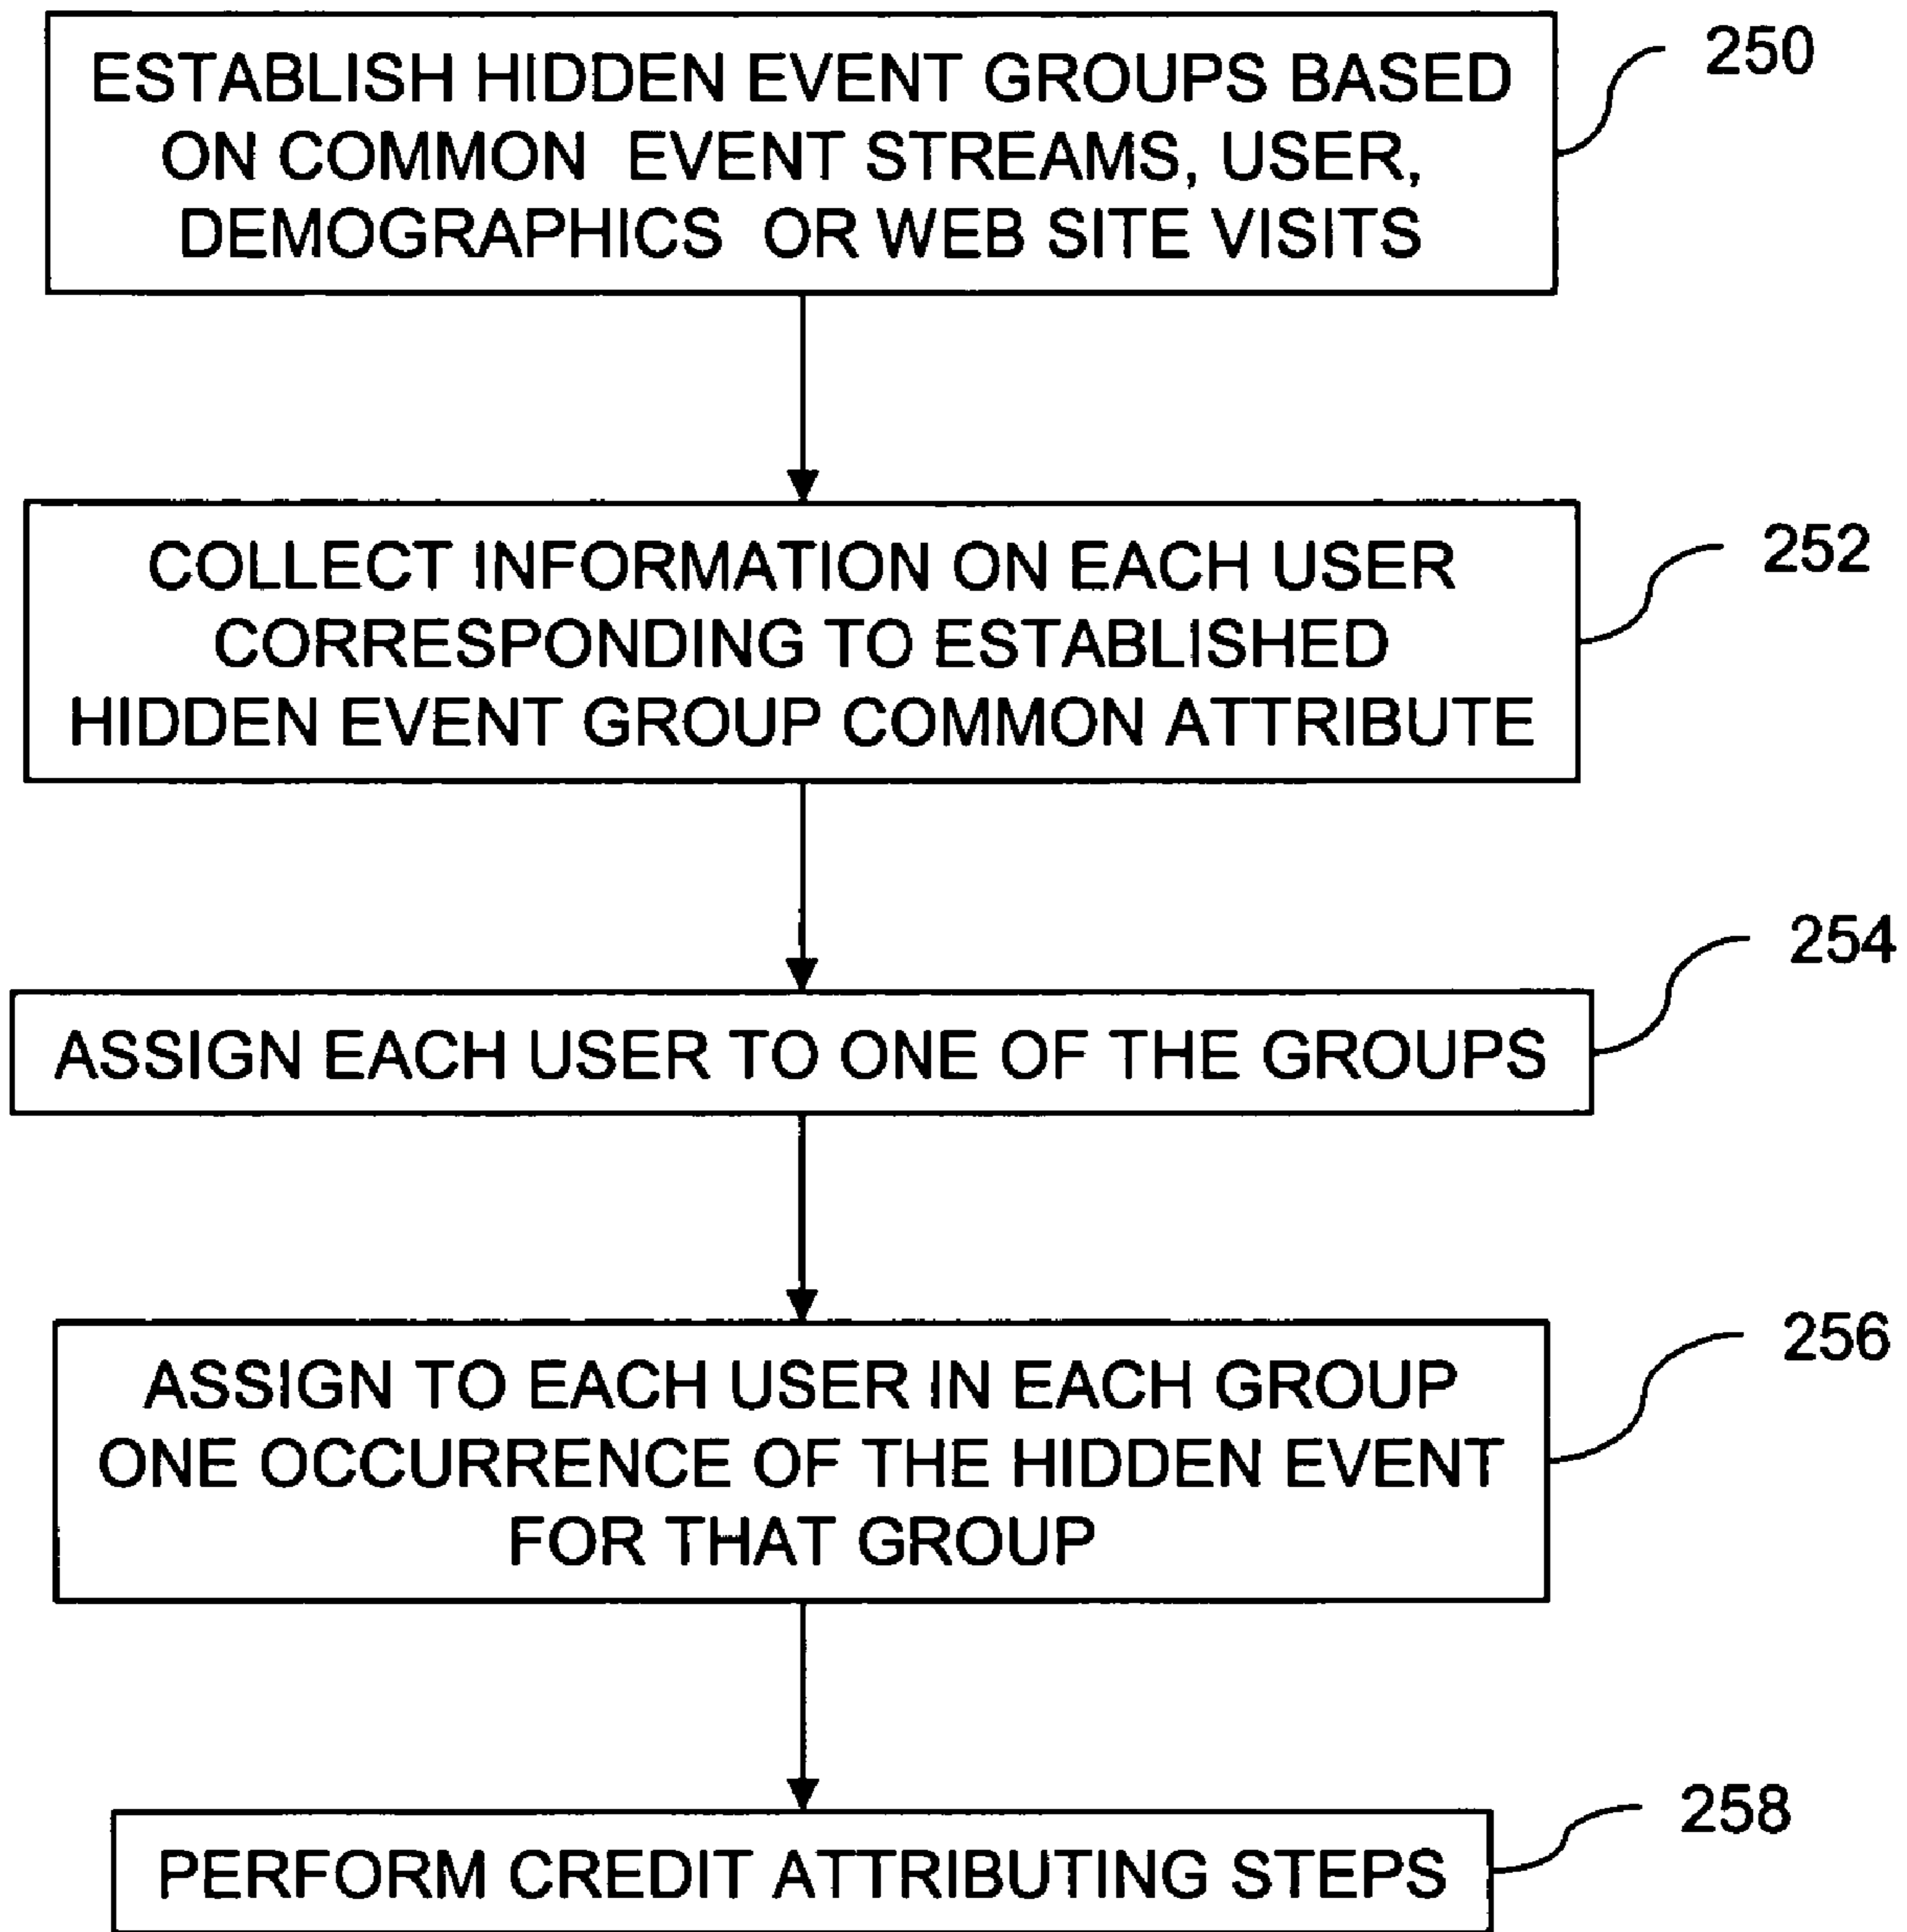 ESTABLISH HIDDEN EVENT GROUPS BASED
ON COMMON EVENT STREAMS, USER,
DEMOGRAPHICS OR WEB SITE VISITS
250
COLLECT INFORMATION ON EACH USER
CORRESPONDING TO ESTABLISHED
HIDDEN EVENT GROUP COMMON ATTRIBUTE
252
ASSIGN EACH USER TO ONE OF THE GROUPS
254
ASSIGN TO EACH USER IN EACH GROUP
ONE OCCURRENCE OF THE HIDDEN EVENT
FOR THAT GROUP
256
PERFORM CREDIT ATTRIBUTING STEPS
258